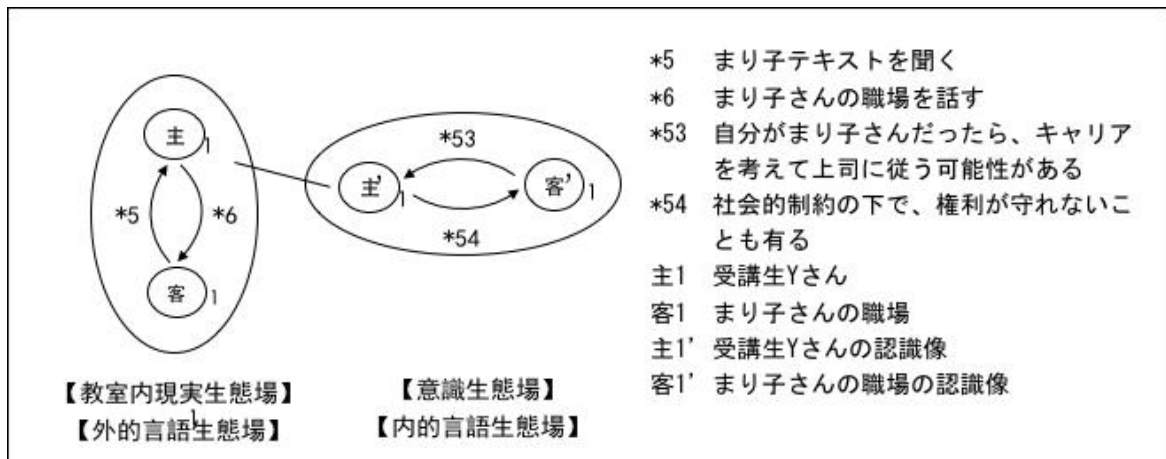 主1
*5
*6
客1
*53
主'1
客'1
*54
*5 まり子テキストを聞く
*6 まり子さんの職場を話す
*53 自分がまり子さんだったら、キャリア
を考えて上司に従う可能性がある
*54 社会的制約の下で、権利が守れないこ
とも有る
主1 受講生Yさん
客1 まり子さんの職場
主1’ 受講生Yさんの認識像
客1’ まり子さんの職場の認識像
【教室内現実生態場】
【外的言語生態場】
【意識生態場】
【内的言語生態場】